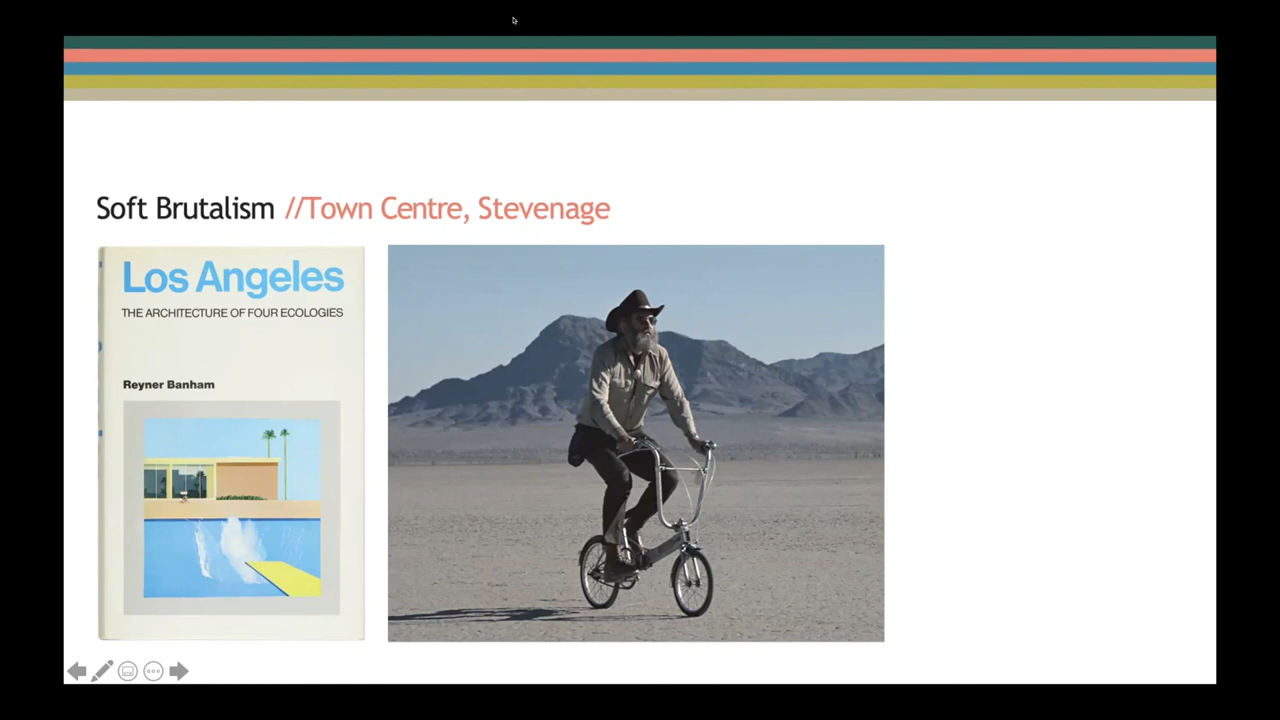 Soft Brutalism //Town Centre, Stevenage
Los Angeles
THE ARCHITECTURE OF FOUR ECOLOGIES
Reyner Banham